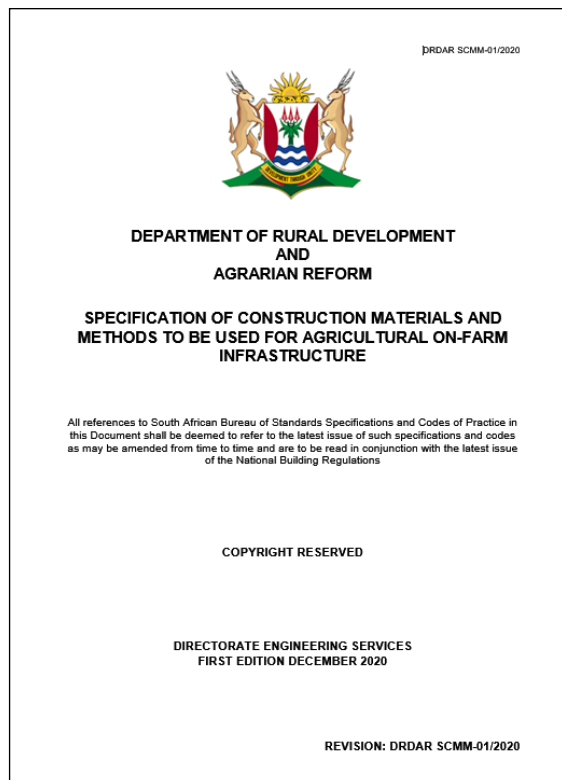 DRDAR SCMM-01/2020
DEVELOPMENT THROUGH UNITY
DEPARTMENT OF RURAL DEVELOPMENT
AND
AGRARIAN REFORM
SPECIFICATION OF CONSTRUCTION MATERIALS AND
METHODS TO BE USED FOR AGRICULTURAL ON-FARM
INFRASTRUCTURE
All references to South African Bureau of Standards Specifications and Codes of Practice in
this Document shall be deemed to refer to the latest issue of such specifications and codes
as may be amended from time to time and are to be read in conjunction with the latest issue
of the National Building Regulations
COPYRIGHT RESERVED
DIRECTORATE ENGINEERING SERVICES
FIRST EDITION DECEMBER 2020
REVISION: DRDAR SCMM-01/2020